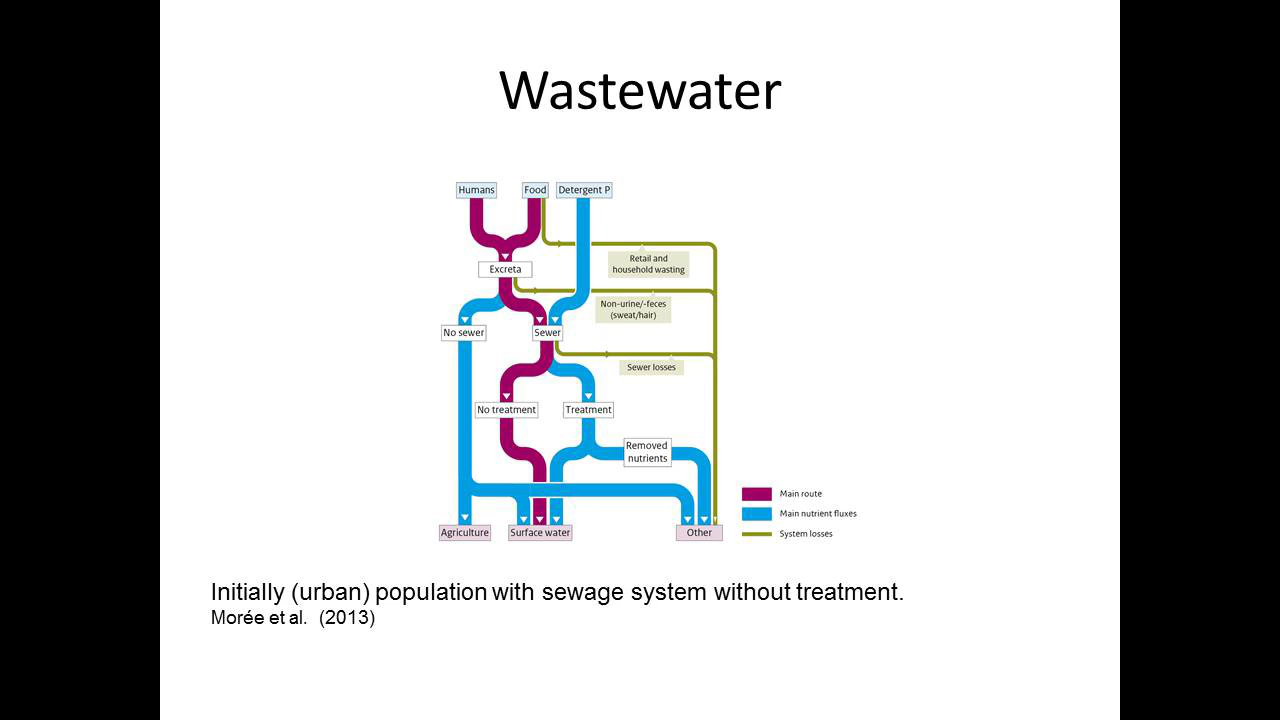 Wastewater
Humans
Food
Detergent P
Retail and
household wasting
Excreta
Non-urine/-feces
(sweat/hair)
No sewer
Sewer
Sewer losses
No treatment
Treatment
Removed
nutrients
Main route
Main nutrient fluxes
System losses
Agriculture
Surface water
Other
Initially (urban) population with sewage system without treatment.
Morée et al. (2013)